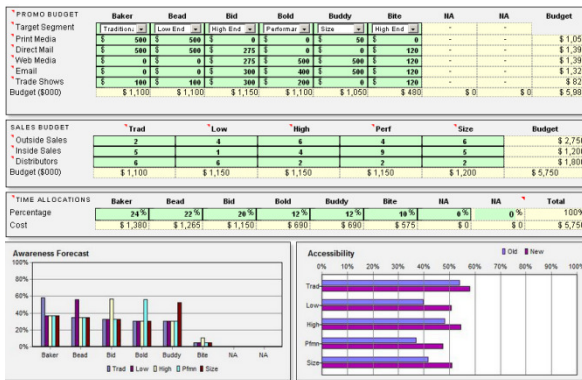 PROMO BUDGET Baker Bead Bid Bold Buddy Bite NA NA Budget
Target Segment Low End High End Size High End - -
Print Media $ 500 $ 500 $ 0 $ 0 $ 50 $ 0 - -
Direct Mail $ 500 $ 500 $ 275 $ 0 $ 0 $ 120 - -
Web Media $ 0 $ 0 $ 275 $ 500 $ 500 $ 120 - -
Email $ 0 $ 0 $ 300 $ 400 $ 500 $ 120 - -
Trade Shows $ 100 $ 100 $ 300 $ 200 $ 0 $ 120 - -
Budget ($000) $ 1,100 $ 1,100 $ 1,150 $ 1,100 $ 1,050 $ 480 $ 0 $ 0
SALES BUDGET Trad Low High Perf Size Budget
Outside Sales 2 4 6 4 6
Inside Sales 5 1 4 9 5
Distributors 6 6 2 2 2
Budget ($000) $ 1,100 $ 1,150 $ 1,150 $ 1,150 $ 1,200 $ 5,750
TIME ALLOCATIONS Baker Bead Bid Bold Buddy Bite NA NA Total
Percentage 24% 22% 20% 12% 12% 10% 0% 0% 100%
Cost $ 1,380 $ 1,265 $ 1,150 $ 690 $ 690 $ 575 $ 0 $ 0
Awareness Forecast
100%
80%
60%
40%
20%
0%
Baker Bead Bid Bold Buddy Bite NA NA
Trad Low High Pfmn Size
Accessibility Old New
0% 10% 20% 30% 40% 50% 60% 70% 80% 90% 100%
Trad
Low
High
Pfmn
Size